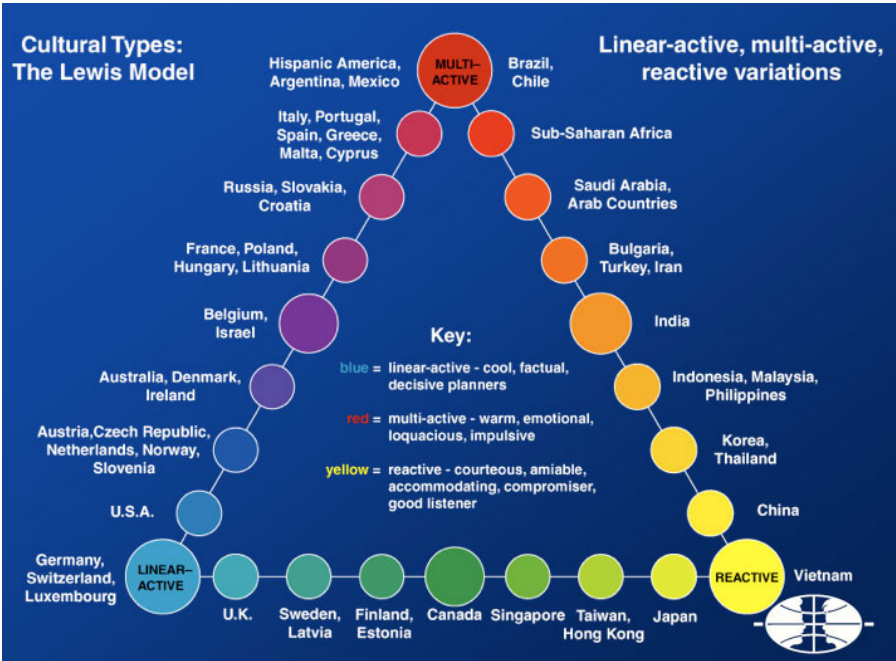 Cultural Types:
The Lewis Model
Linear-active, multi-active,
reactive variations
Hispanic America,
Argentina, Mexico
MULTI–
ACTIVE
Brazil,
Chile
Italy, Portugal,
Spain, Greece,
Malta, Cyprus
Sub-Saharan Africa
Russia, Slovakia,
Croatia
Saudi Arabia,
Arab Countries
France, Poland,
Hungary, Lithuania
Bulgaria,
Turkey, Iran
Belgium,
Israel
India
Key:
blue = linear-active - cool, factual,
decisive planners
red = multi-active - warm, emotional,
loquacious, impulsive
yellow = reactive - courteous, amiable,
accommodating, compromiser,
good listener
Australia, Denmark,
Ireland
Indonesia, Malaysia,
Philippines
Austria,Czech Republic,
Netherlands, Norway,
Slovenia
Korea,
Thailand
U.S.A.
China
Germany,
Switzerland,
Luxembourg
LINEAR–
ACTIVE
REACTIVE
Vietnam
U.K.
Sweden,
Latvia
Finland,
Estonia
Canada
Singapore
Taiwan,
Hong Kong
Japan